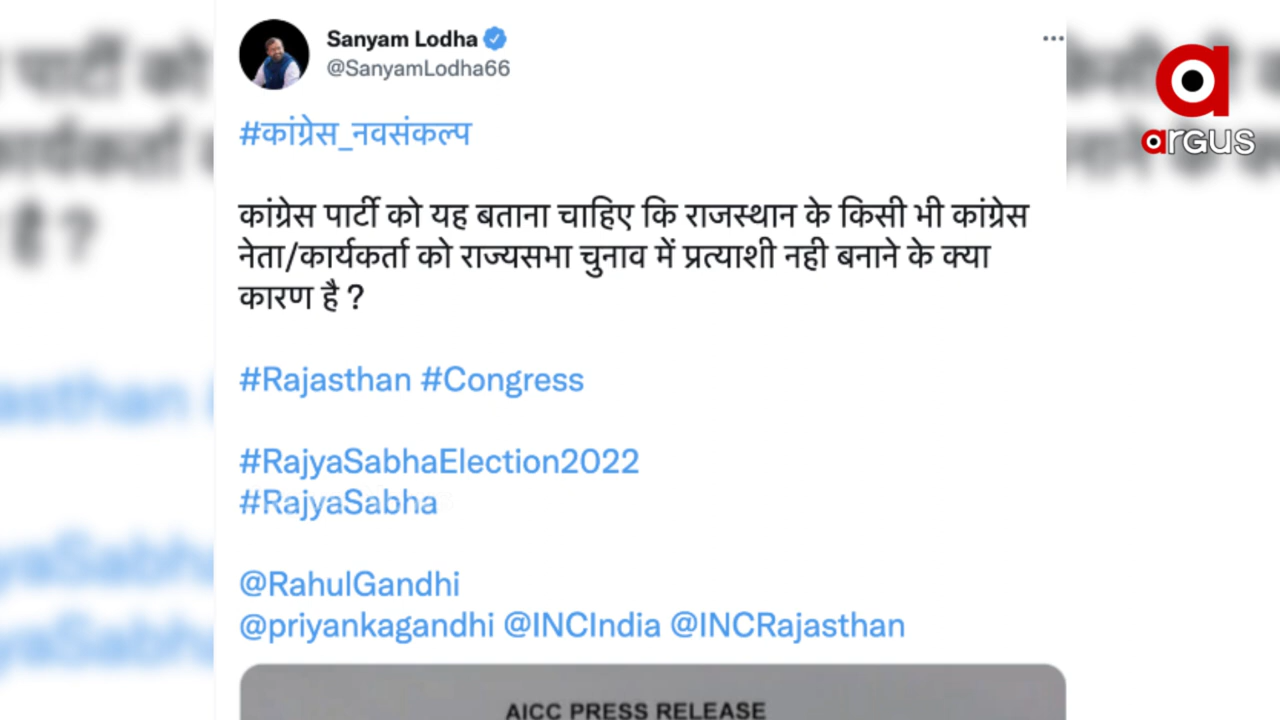 Sanyam Lodha
@SanyamLodha66
#कांग्रेस_नवसंकल्प
कांग्रेस पार्टी को यह बताना चाहिए कि राजस्थान के किसी भी कांग्रेस
नेता/कार्यकर्ता को राज्यसभा चुनाव में प्रत्याशी नही बनाने के क्या
कारण है ?
#Rajasthan #Congress
#RajyaSabhaElection2022
#RajyaSabha
@RahulGandhi
@priyankagandhi @INCIndia @INCRajasthan
AICC PRESS RELEASE
a
arGus